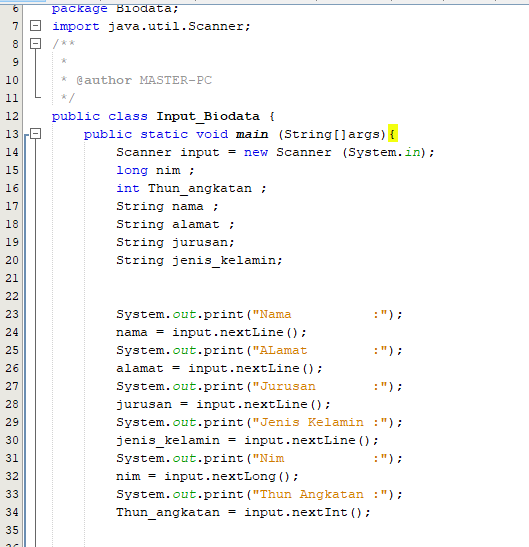 6 package Biodata;
7 import java.util.Scanner;
8 /**
9 *
10 * @author MASTER-PC
11 */
12 public class Input_Biodata {
13 public static void main (String[]args){
14 Scanner input = new Scanner (System.in);
15 long nim ;
16 int Thun_angkatan ;
17 String nama ;
18 String alamat ;
19 String jurusan;
20 String jenis_kelamin;
21
22
23 System.out.print("Nama          :");
24 nama = input.nextLine();
25 System.out.print("ALamat        :");
26 alamat = input.nextLine();
27 System.out.print("Jurusan       :");
28 jurusan = input.nextLine();
29 System.out.print("Jenis Kelamin :");
30 jenis_kelamin = input.nextLine();
31 System.out.print("Nim           :");
32 nim = input.nextLong();
33 System.out.print("Thun Angkatan :");
34 Thun_angkatan = input.nextInt();
35